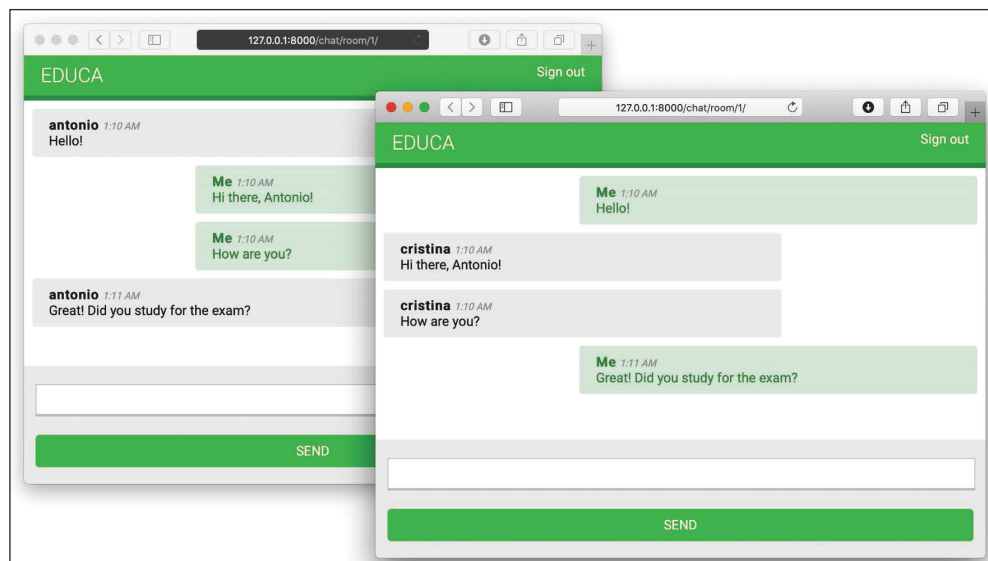 127.0.0.1:8000/chat/room/1/
EDUCA
Sign out
antonio 1:10 AM
Hello!
Me 1:10 AM
Hi there, Antonio!
Me 1:10 AM
How are you?
antonio 1:11 AM
Great! Did you study for the exam?
SEND
127.0.0.1:8000/chat/room/1/
EDUCA
Sign out
Me 1:10 AM
Hello!
cristina 1:10 AM
Hi there, Antonio!
cristina 1:10 AM
How are you?
Me 1:11 AM
Great! Did you study for the exam?
SEND